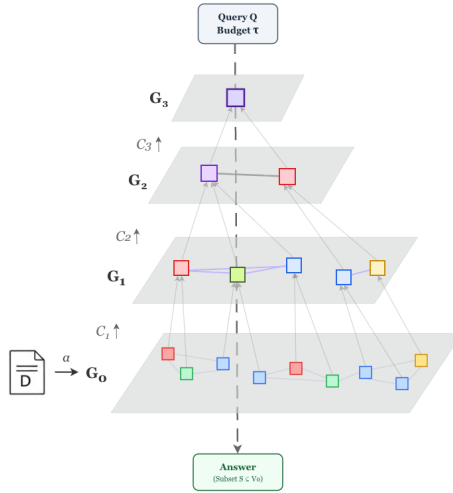 Query Q
Budget τ
G₃
C₃ ↑
G₂
C₂ ↑
G₁
C₁ ↑
D
α
G₀
Answer
(Subset S ⊆ V₀)